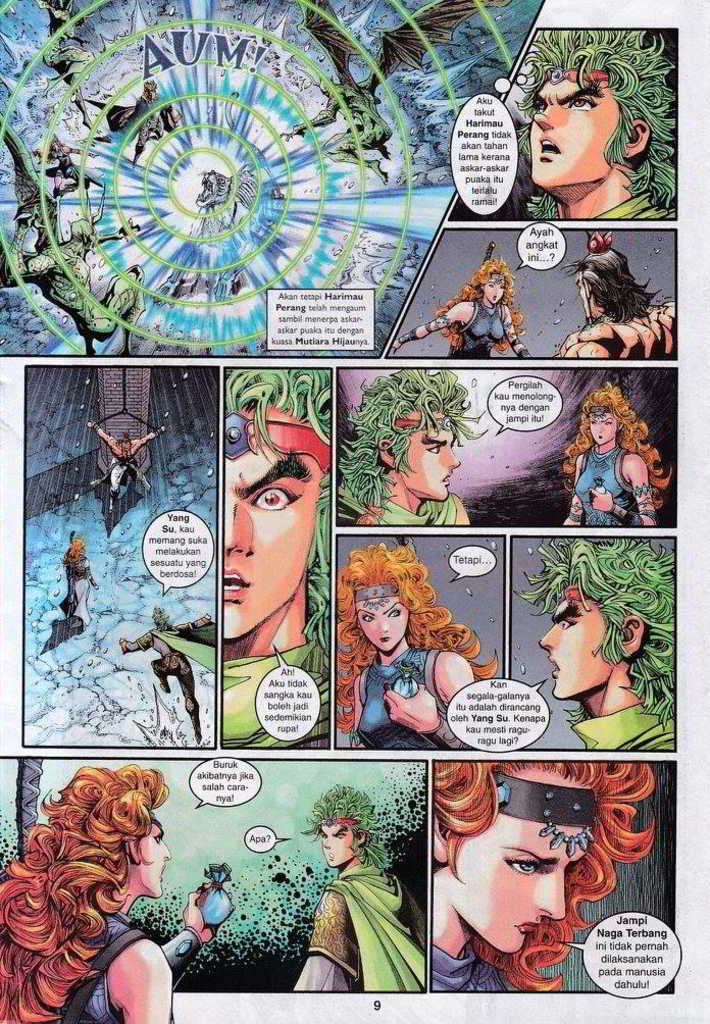 AUM!
Aku
takut
Harimau
Perang tidak
akan tahan
lama kerana
askar-askar
puaka itu
terlalu
ramai!
Akan tetapi Harimau
Perang telah mengaum
sambil menerpa askar-
askar puaka itu dengan
kuasa Mutiara Hijaunya.
Ayah
angkat
ini...?
Yang
Su, kau
memang suka
melakukan
sesuatu yang
berdosa!
Ah!
Aku tidak
sangka kau
boleh jadi
sedemikian
rupa!
Pergilah
kau menolong-
nya dengan
jampi itu!
Tetapi...
Kan
segala-galanya
itu adalah dirancang
oleh Yang Su. Kenapa
kau mesti ragu-
ragu lagi?
Buruk
akibatnya jika
salah cara-
nya!
Apa?
Jampi
Naga Terbang
ini tidak pernah
dilaksanakan
pada manusia
dahulu!
9